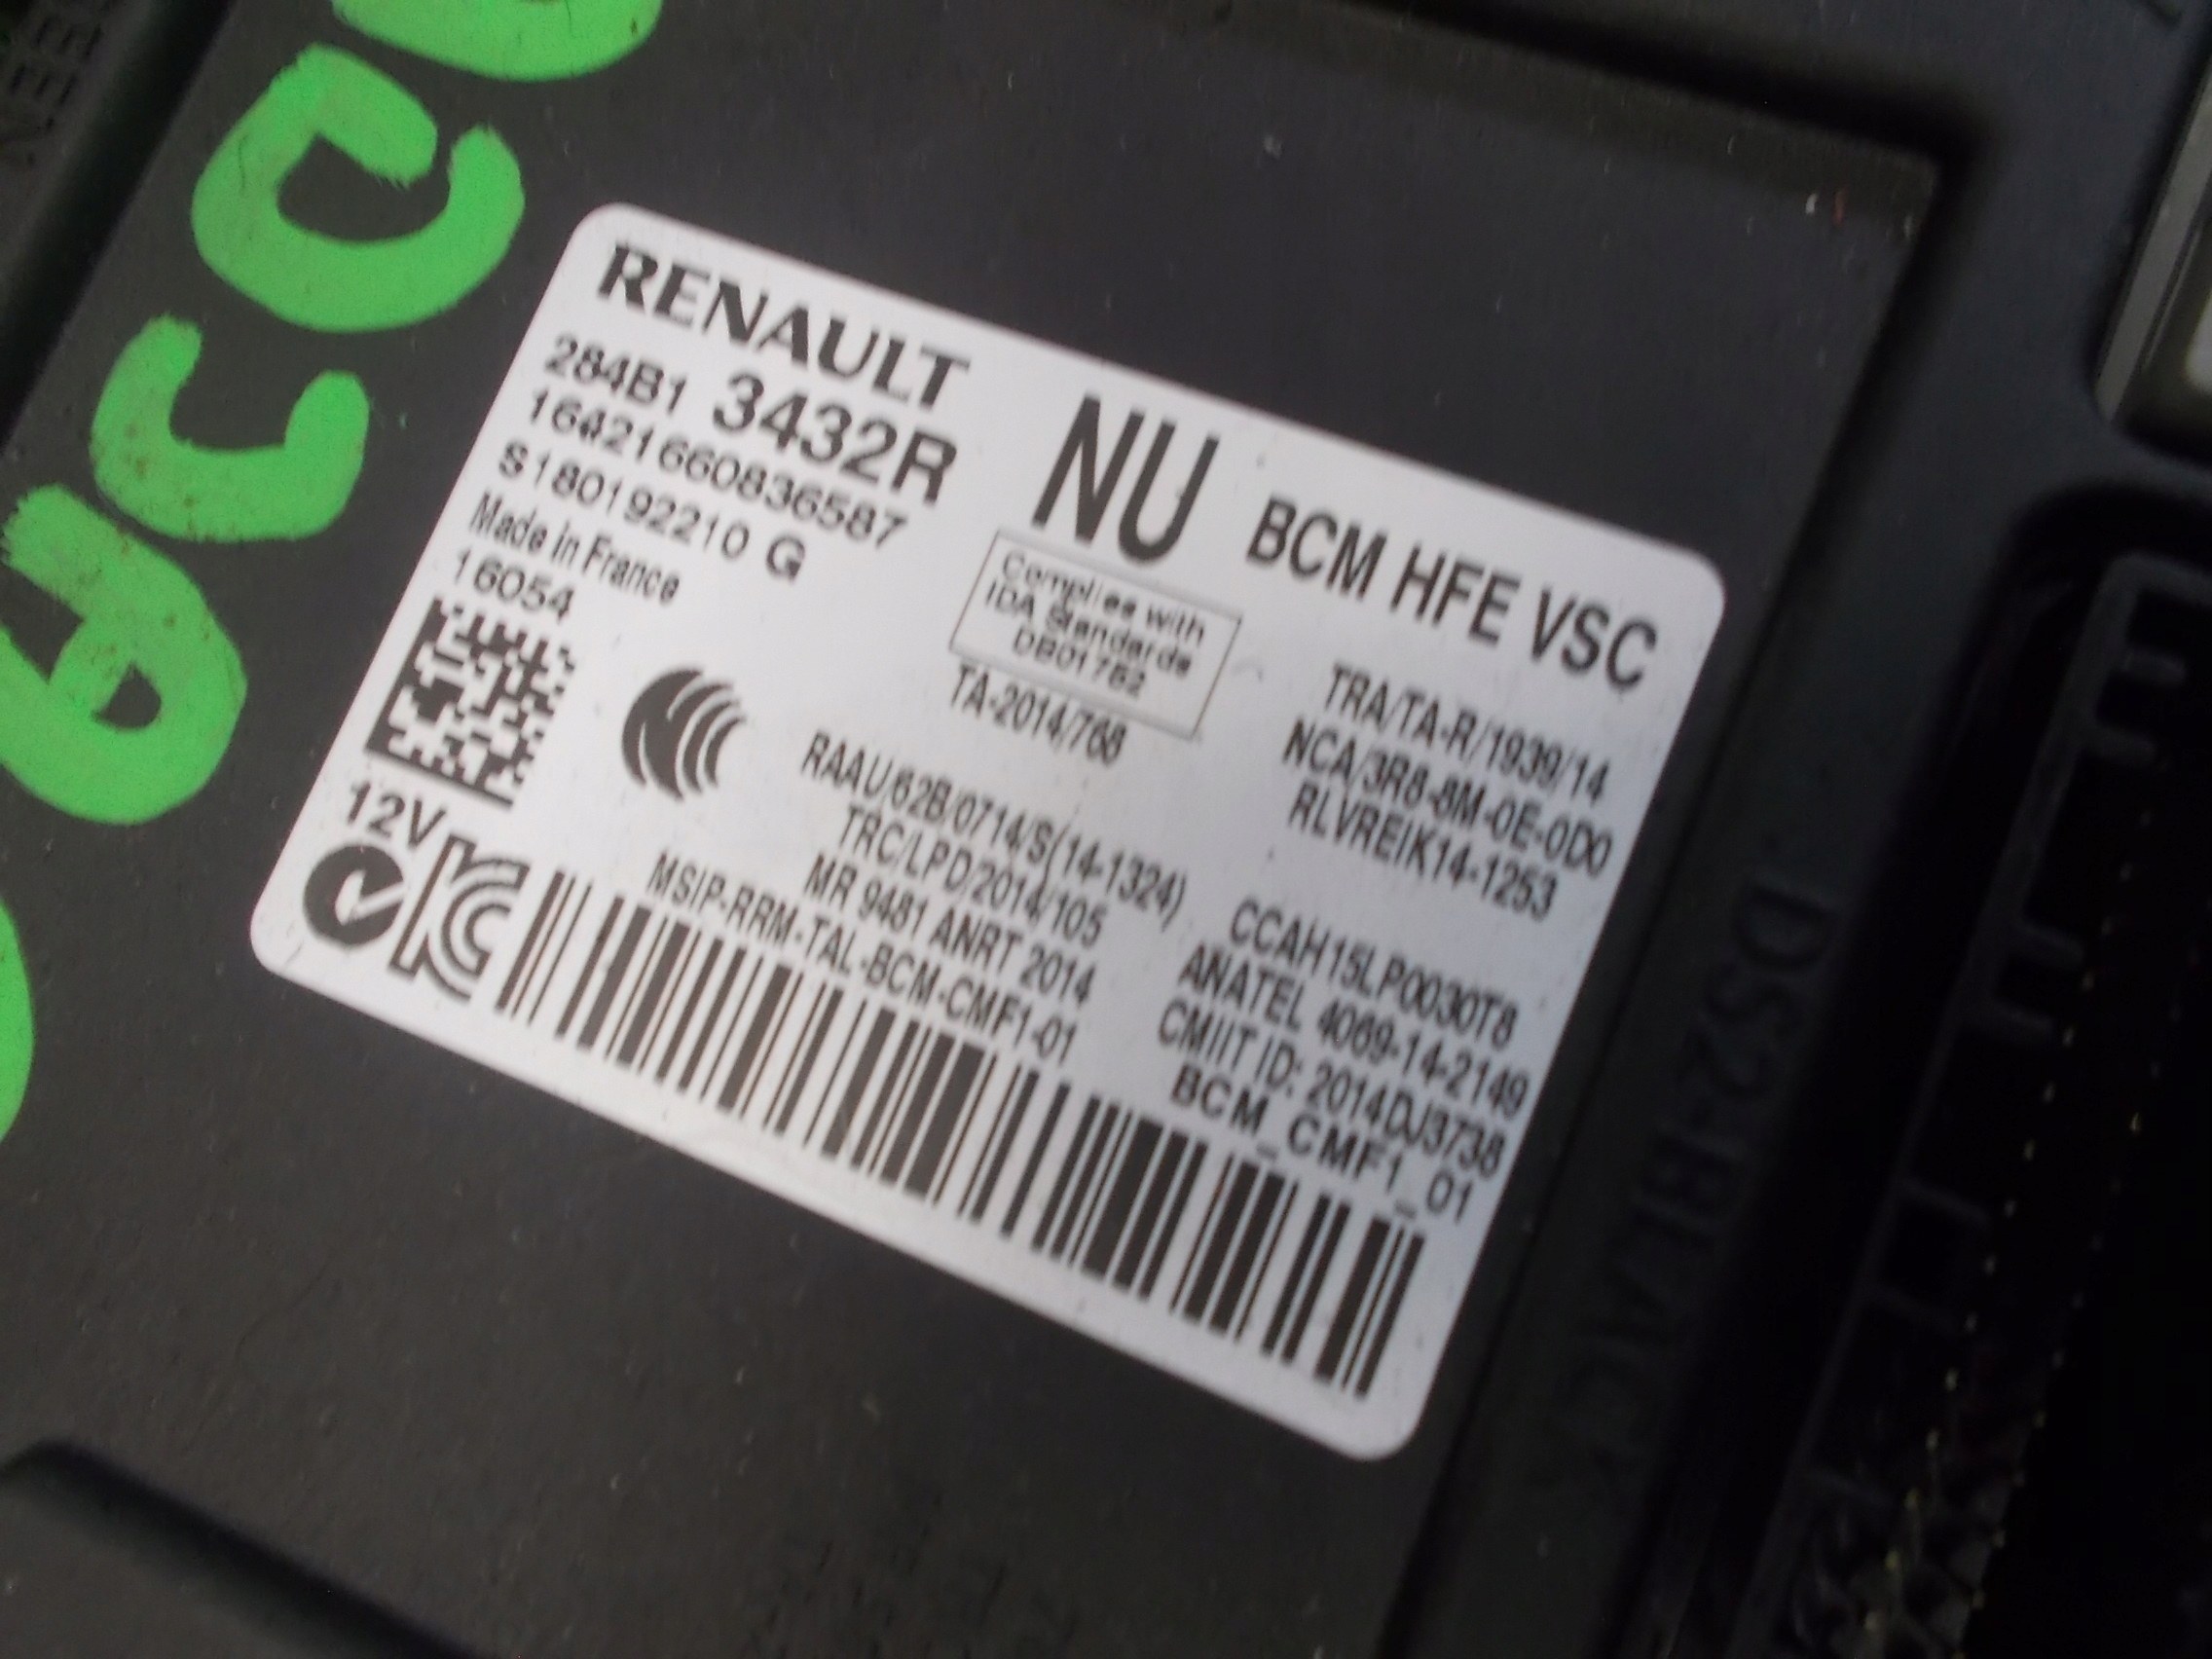 RENAULT
284B1 3432R
1642166083658​7
S180192210 G
Made in France
16054
12V
NU
BCM HFE VSC
Complies with
IDA Standards
DB01752
TA-2014/768
RAAU/62B/0714/S(14-1324)
TRC/LPD/2014/105
MR 9481 ANRT 2014
MSIP-RRM-TAL-BCM-CMF1-01
TRA/TA-R/1939/14
NCA/3R8-8M-0E-0D0
RLVREIK14-1253
CCAH15LP0030T8
ANATEL 4069-14-2149
CMIIT ID: 2014DJ3738
BCM_CMF1_01